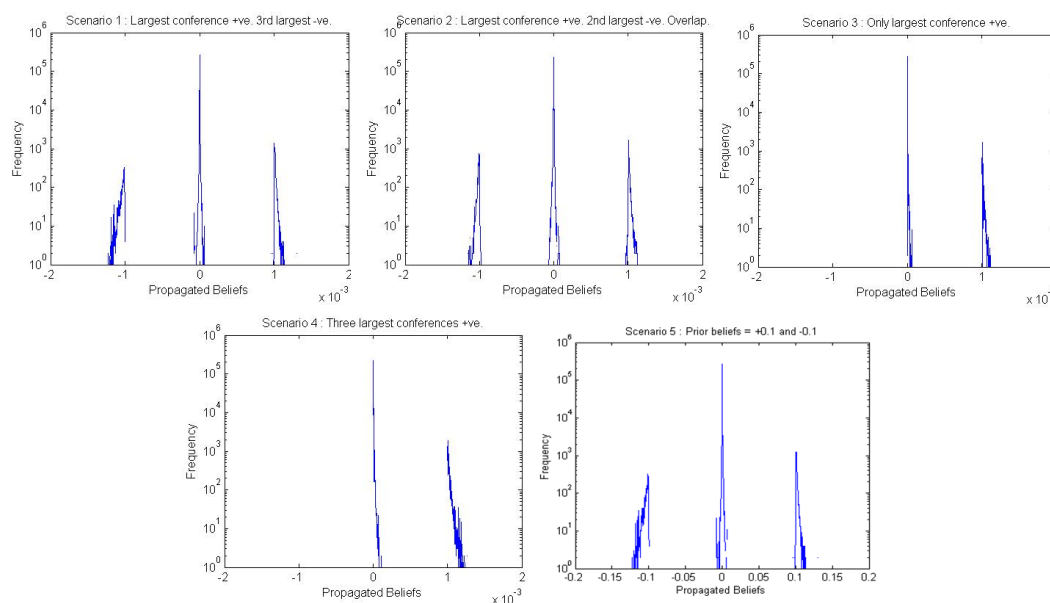 Scenario 1 : Largest conference +ve. 3rd largest -ve.
10^6
10^5
10^4
10^3
10^2
10^1
10^0
Frequency
-2 -1 0 1 2
Propagated Beliefs
x 10^-3
Scenario 2 : Largest conference +ve. 2nd largest -ve. Overlap.
10^6
10^5
10^4
10^3
10^2
10^1
10^0
Frequency
-2 -1 0 1 2
Propagated Beliefs
x 10^-3
Scenario 3 : Only largest conference +ve.
10^6
10^5
10^4
10^3
10^2
10^1
10^0
Frequency
-2 -1 0 1
Propagated Beliefs
x 10
Scenario 4 : Three largest conferences +ve.
10^6
10^5
10^4
10^3
10^2
10^1
10^0
Frequency
-2 -1 0 1 2
Propagated Beliefs
x 10^-3
Scenario 5 : Prior beliefs = +0.1 and -0.1
10^6
10^5
10^4
10^3
10^2
10^1
10^0
Frequency
-0.2 -0.15 -0.1 -0.05 0 0.05 0.1 0.15 0.2
Propagated Beliefs